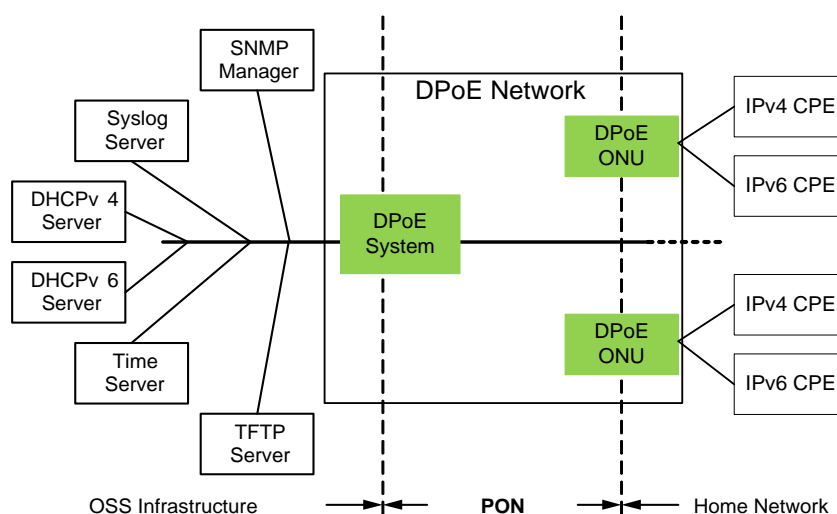 SNMP
Manager
DPoE Network
Syslog
Server
DHCPv 4
Server
DHCPv 6
Server
Time
Server
TFTP
Server
DPoE
System
DPoE
ONU
IPv4 CPE
IPv6 CPE
DPoE
ONU
IPv4 CPE
IPv6 CPE
OSS Infrastructure
PON
Home Network